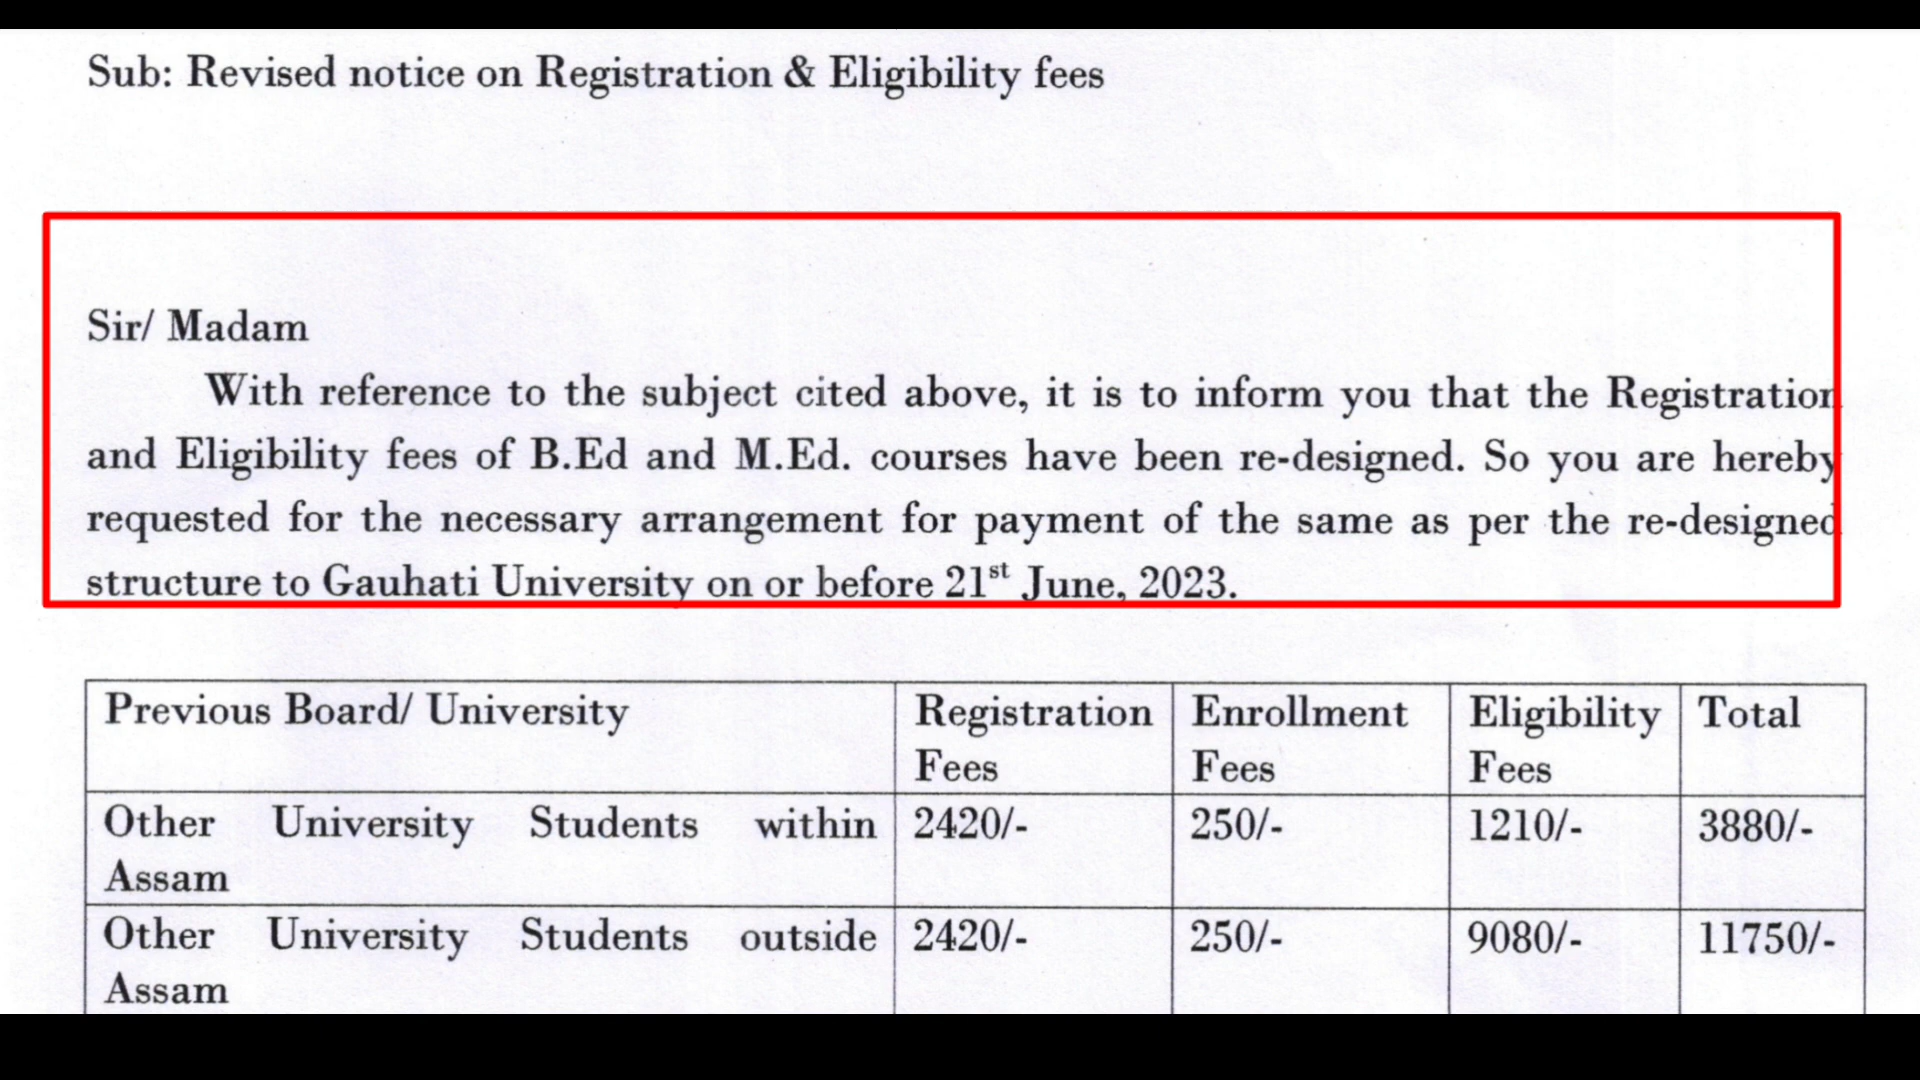 Sub: Revised notice on Registration & Eligibility fees
Sir/ Madam
With reference to the subject cited above, it is to inform you that the Registration
and Eligibility fees of B.Ed and M.Ed. courses have been re-designed. So you are hereby
requested for the necessary arrangement for payment of the same as per the re-designed
structure to Gauhati University on or before 21st June, 2023.
Previous Board/ University Registration Fees Enrollment Fees Eligibility Fees Total
Other University Students within Assam 2420/- 250/- 1210/- 3880/-
Other University Students outside Assam 2420/- 250/- 9080/- 11750/-